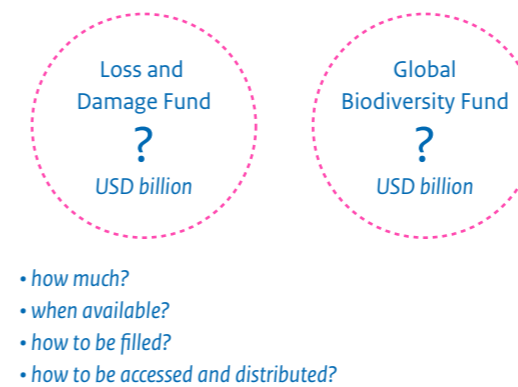 Loss and
Damage Fund
?
USD billion
Global
Biodiversity Fund
?
USD billion
• how much?
• when available?
• how to be filled?
• how to be accessed and distributed?